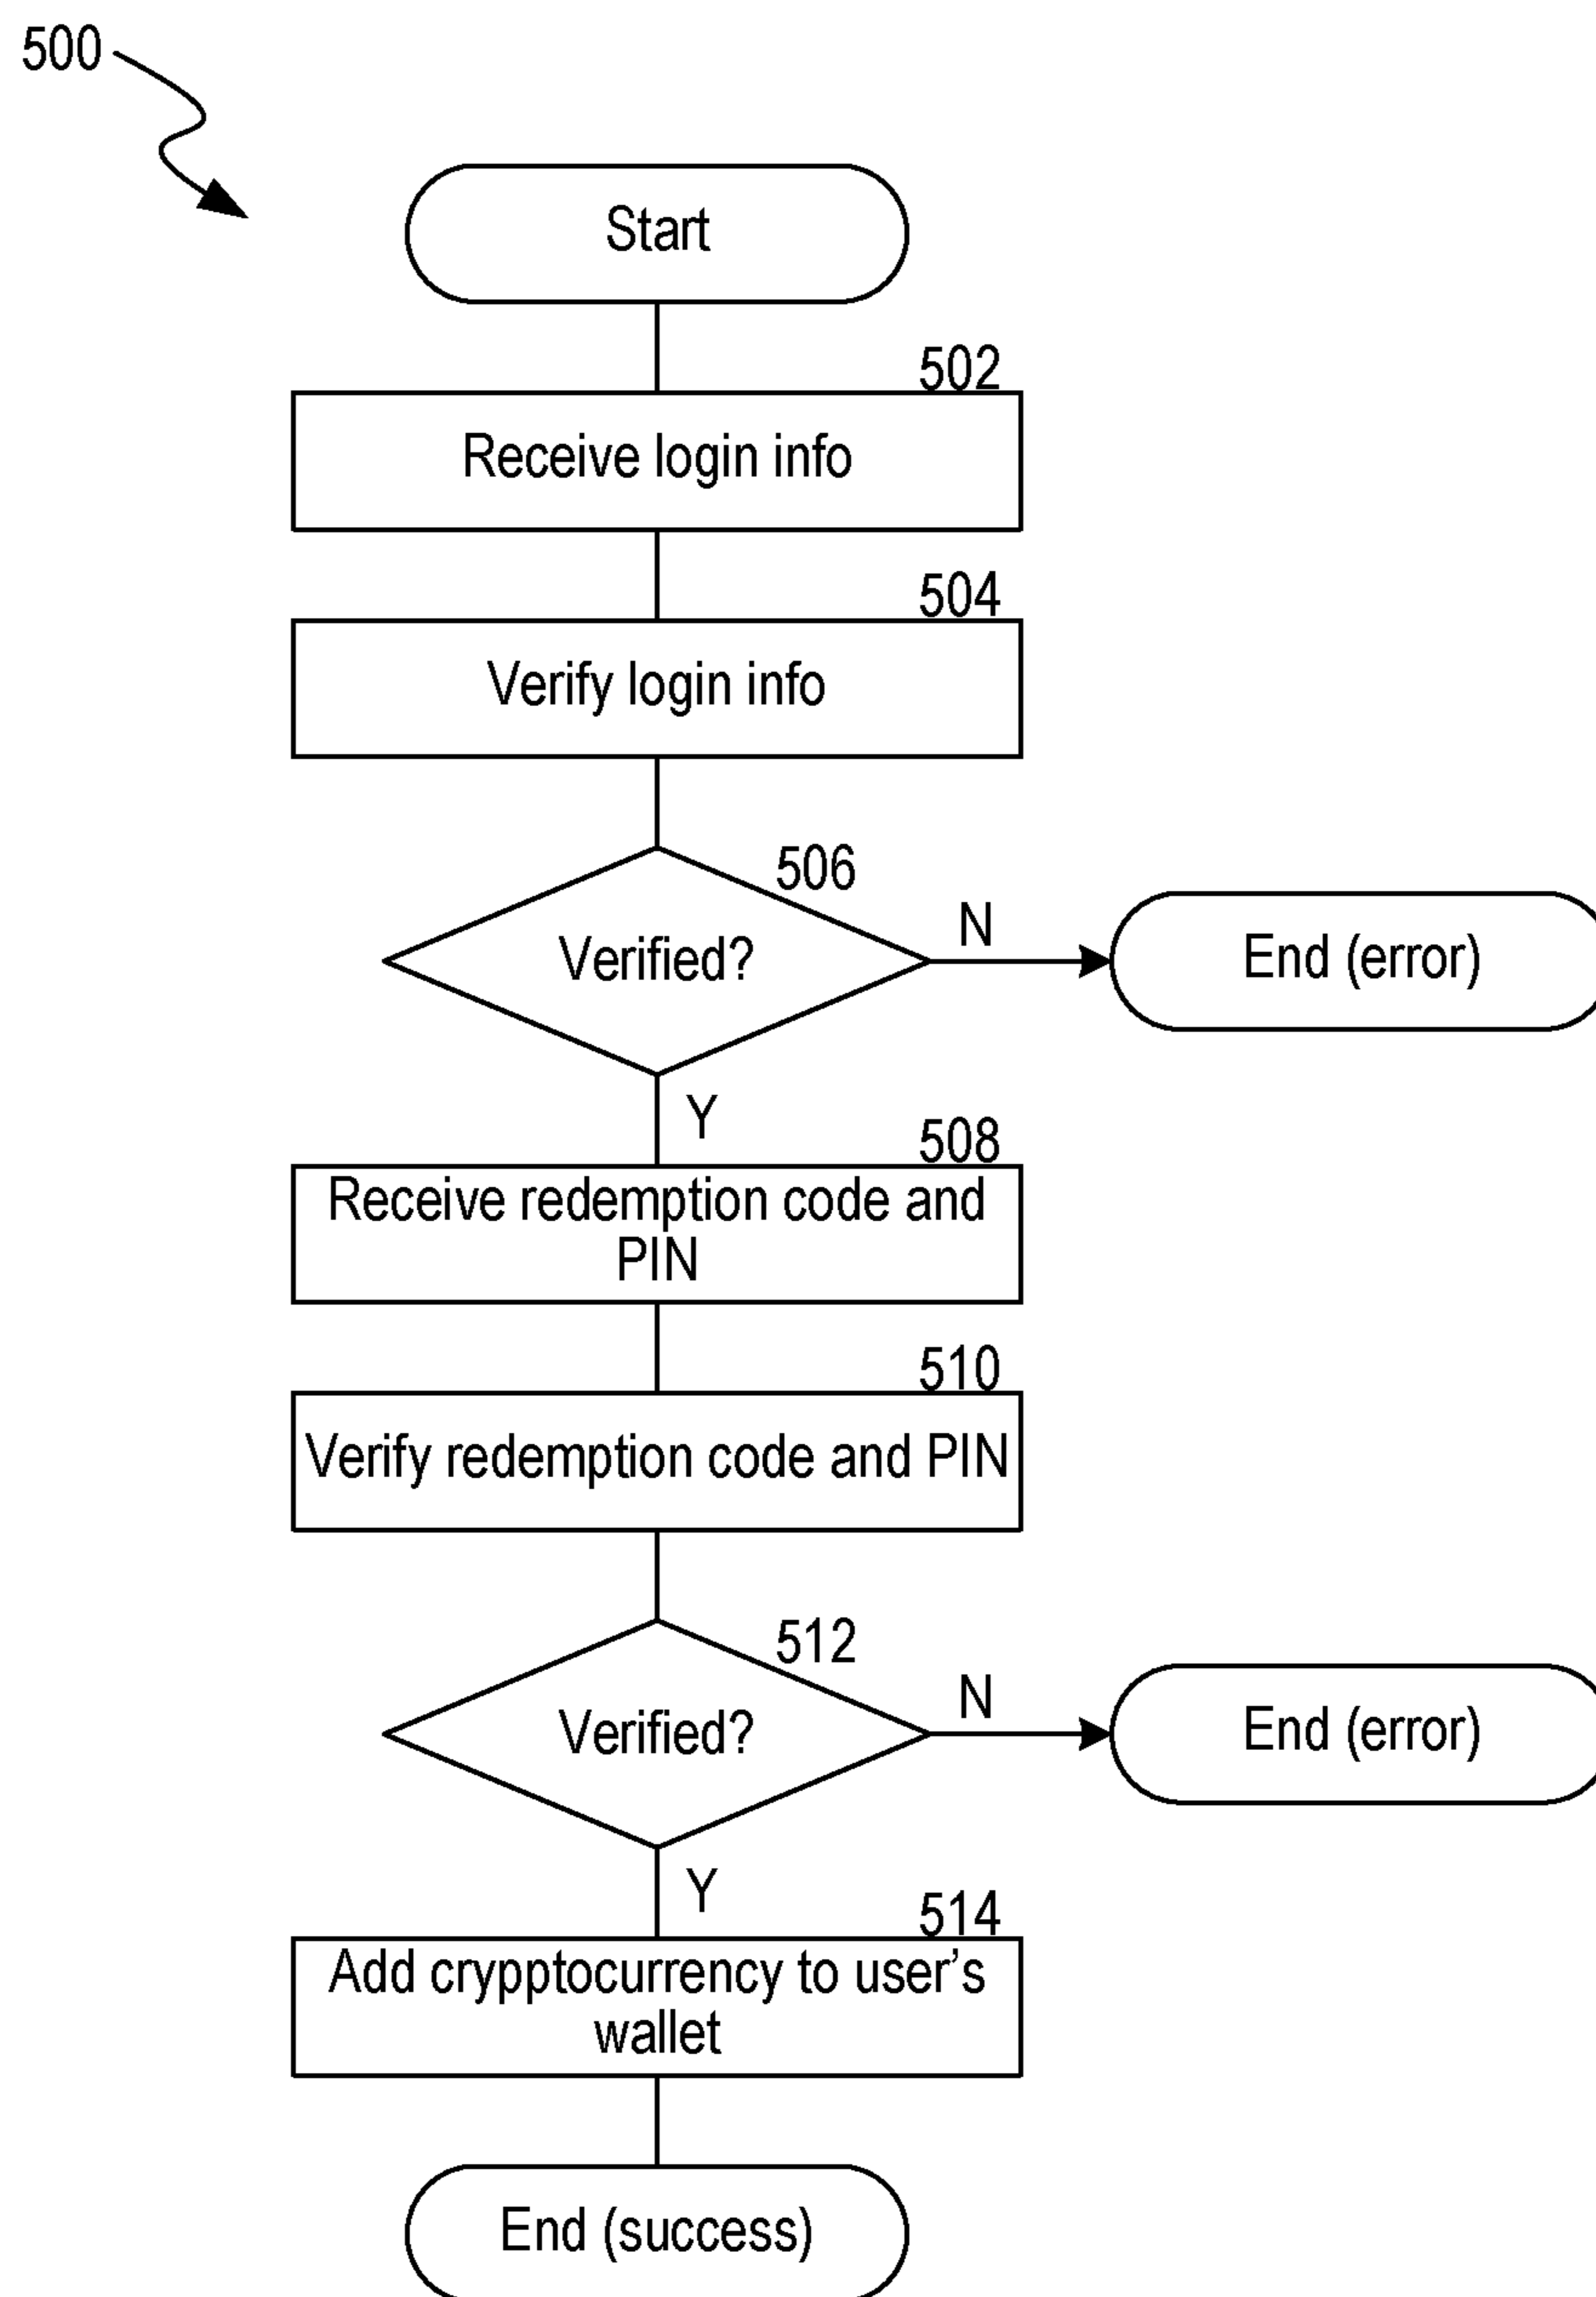 500
Start
502
Receive login info
504
Verify login info
506
Verified?
N
End (error)
Y
508
Receive redemption code and
PIN
510
Verify redemption code and PIN
512
Verified?
N
End (error)
Y
514
Add crypptocurrency to user’s
wallet
End (success)